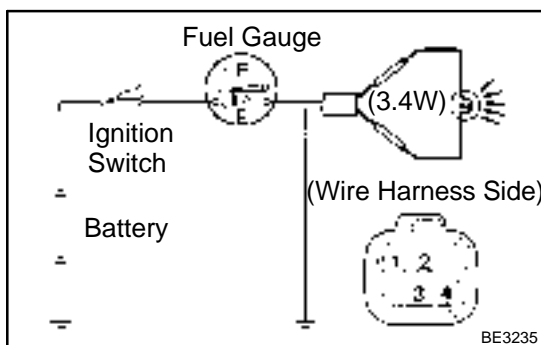 Fuel Gauge
F
E
(3.4W)
Ignition
Switch
(Wire Harness Side)
Battery
1 2
3 4
BE3235